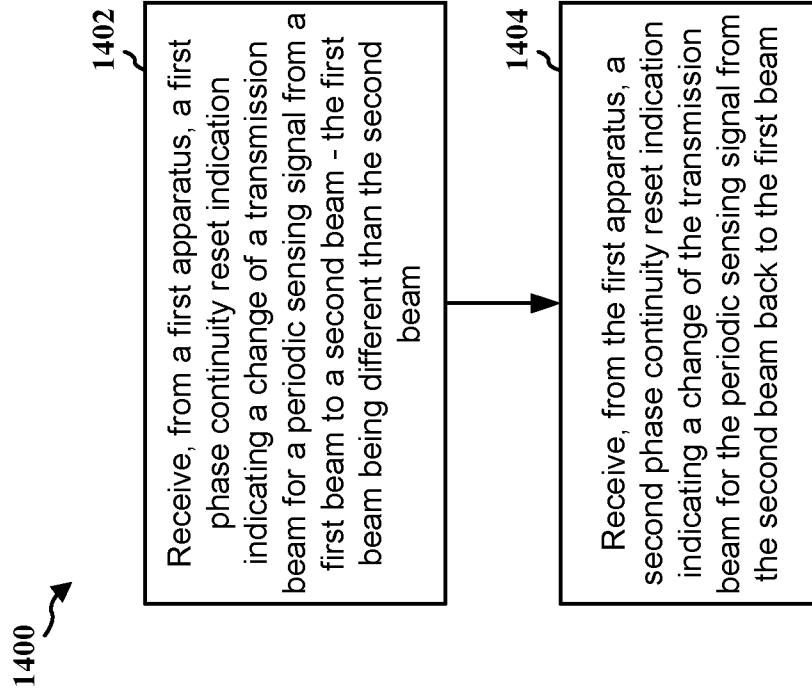 1400
1402
Receive, from a first apparatus, a first
phase continuity reset indication
indicating a change of a transmission
beam for a periodic sensing signal from a
first beam to a second beam - the first
beam being different than the second
beam
1404
Receive, from the first apparatus, a
second phase continuity reset indication
indicating a change of the transmission
beam for the periodic sensing signal from
the second beam back to the first beam